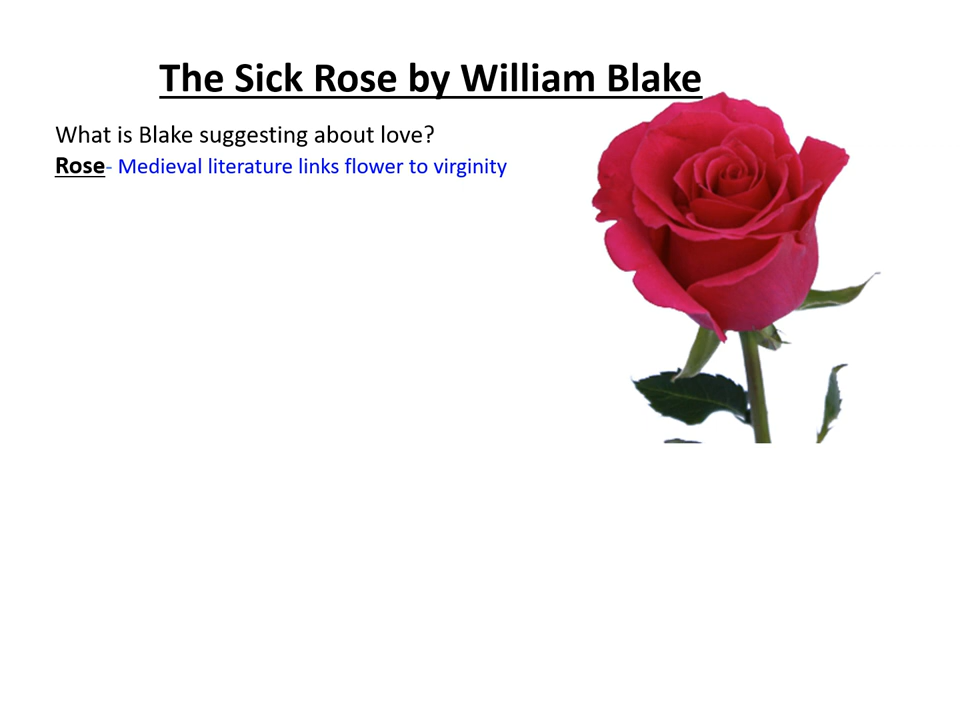 The Sick Rose by William Blake
What is Blake suggesting about love?
Rose- Medieval literature links flower to virginity